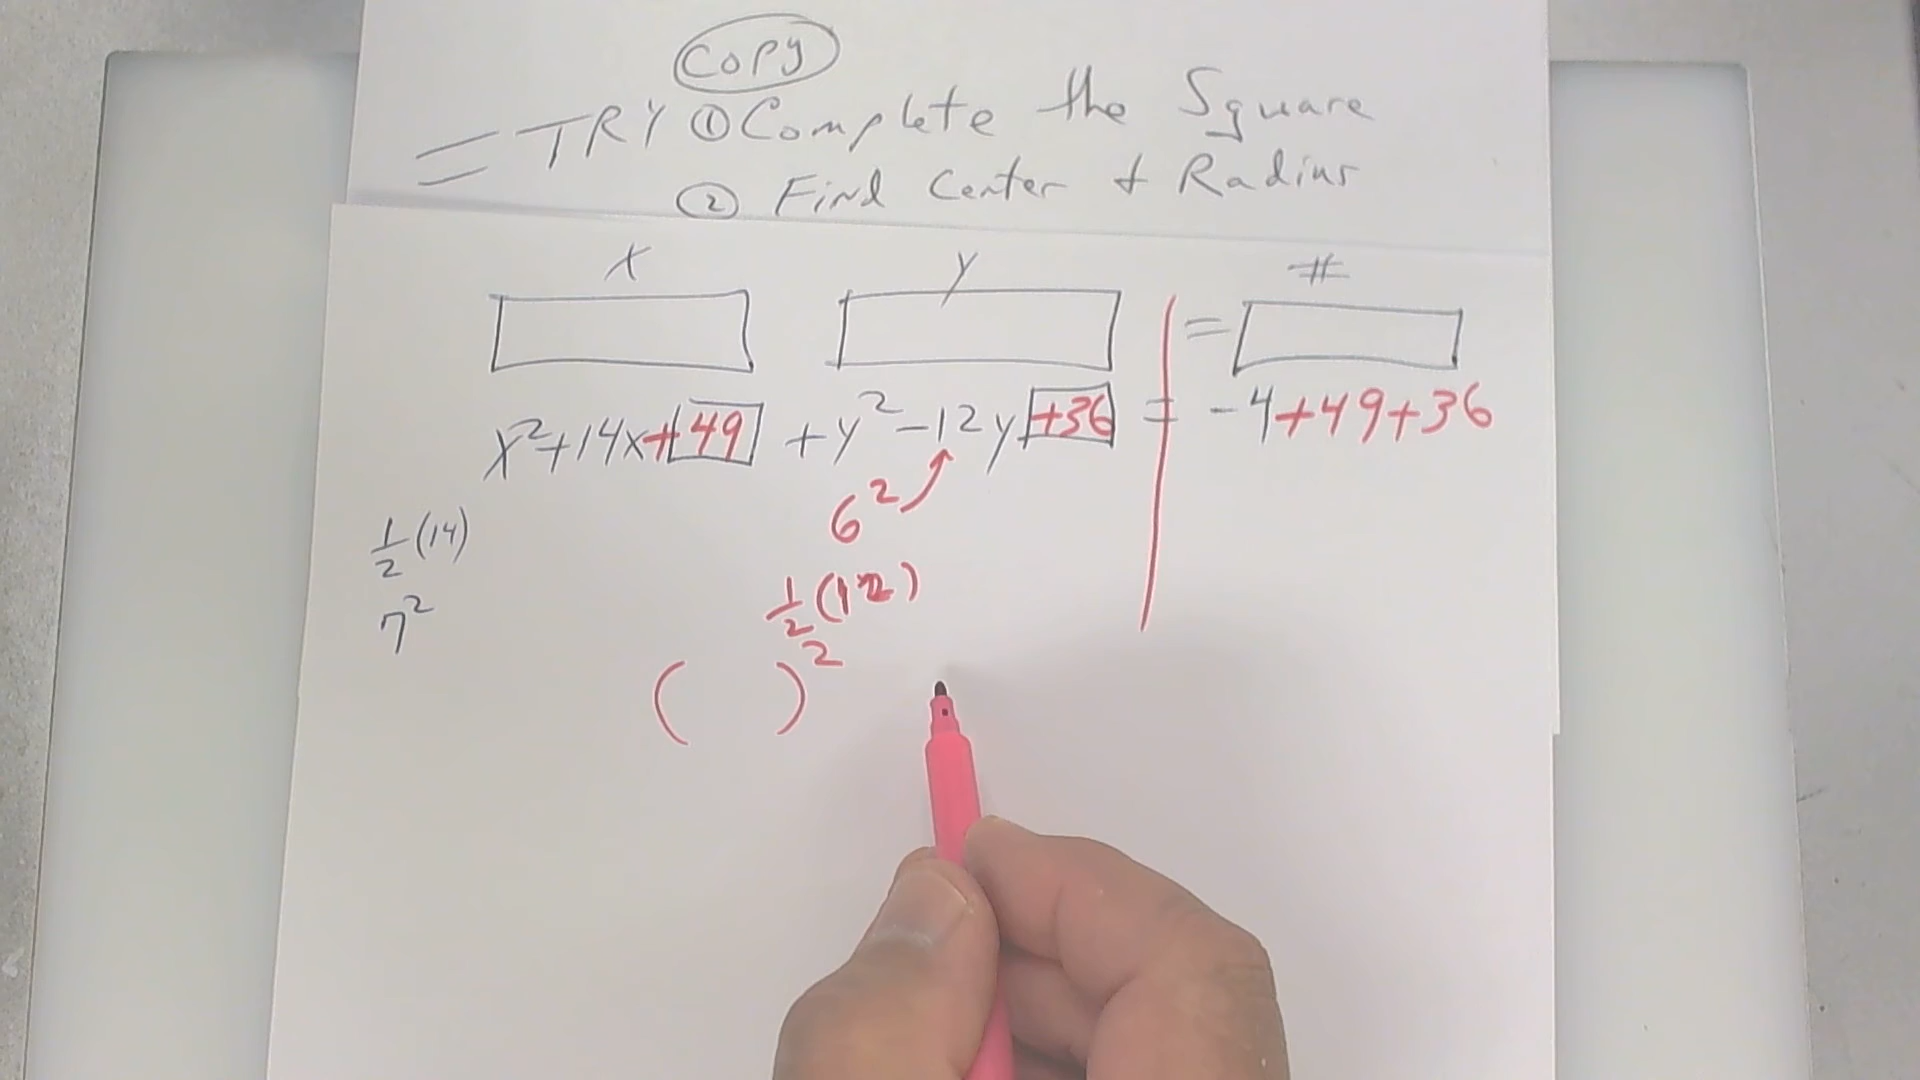 Copy
= TRY ① Complete the Square
② Find Center + Radius
x y #
=
x²+14x+49 +y²-12y+36 = -4+49+36
6²
½(14)
½(12)
7²
( )²